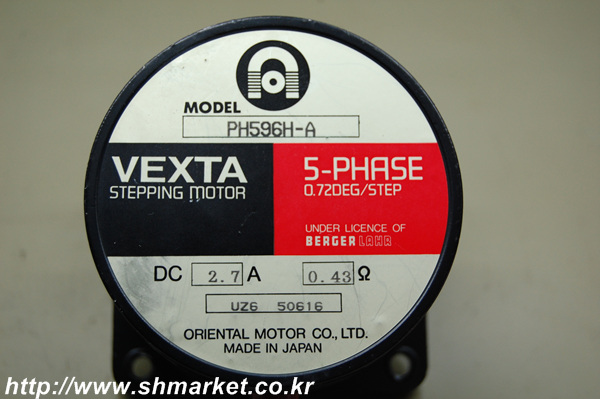 MODEL
PH596H-A
VEXTA
STEPPING MOTOR
5-PHASE
0.72DEG/STEP
UNDER LICENCE OF
BERGER LAHR
DC 2.7 A 0.43 Ω
UZ6 50616
ORIENTAL MOTOR CO., LTD.
MADE IN JAPAN
http://www.shmarket.co.kr